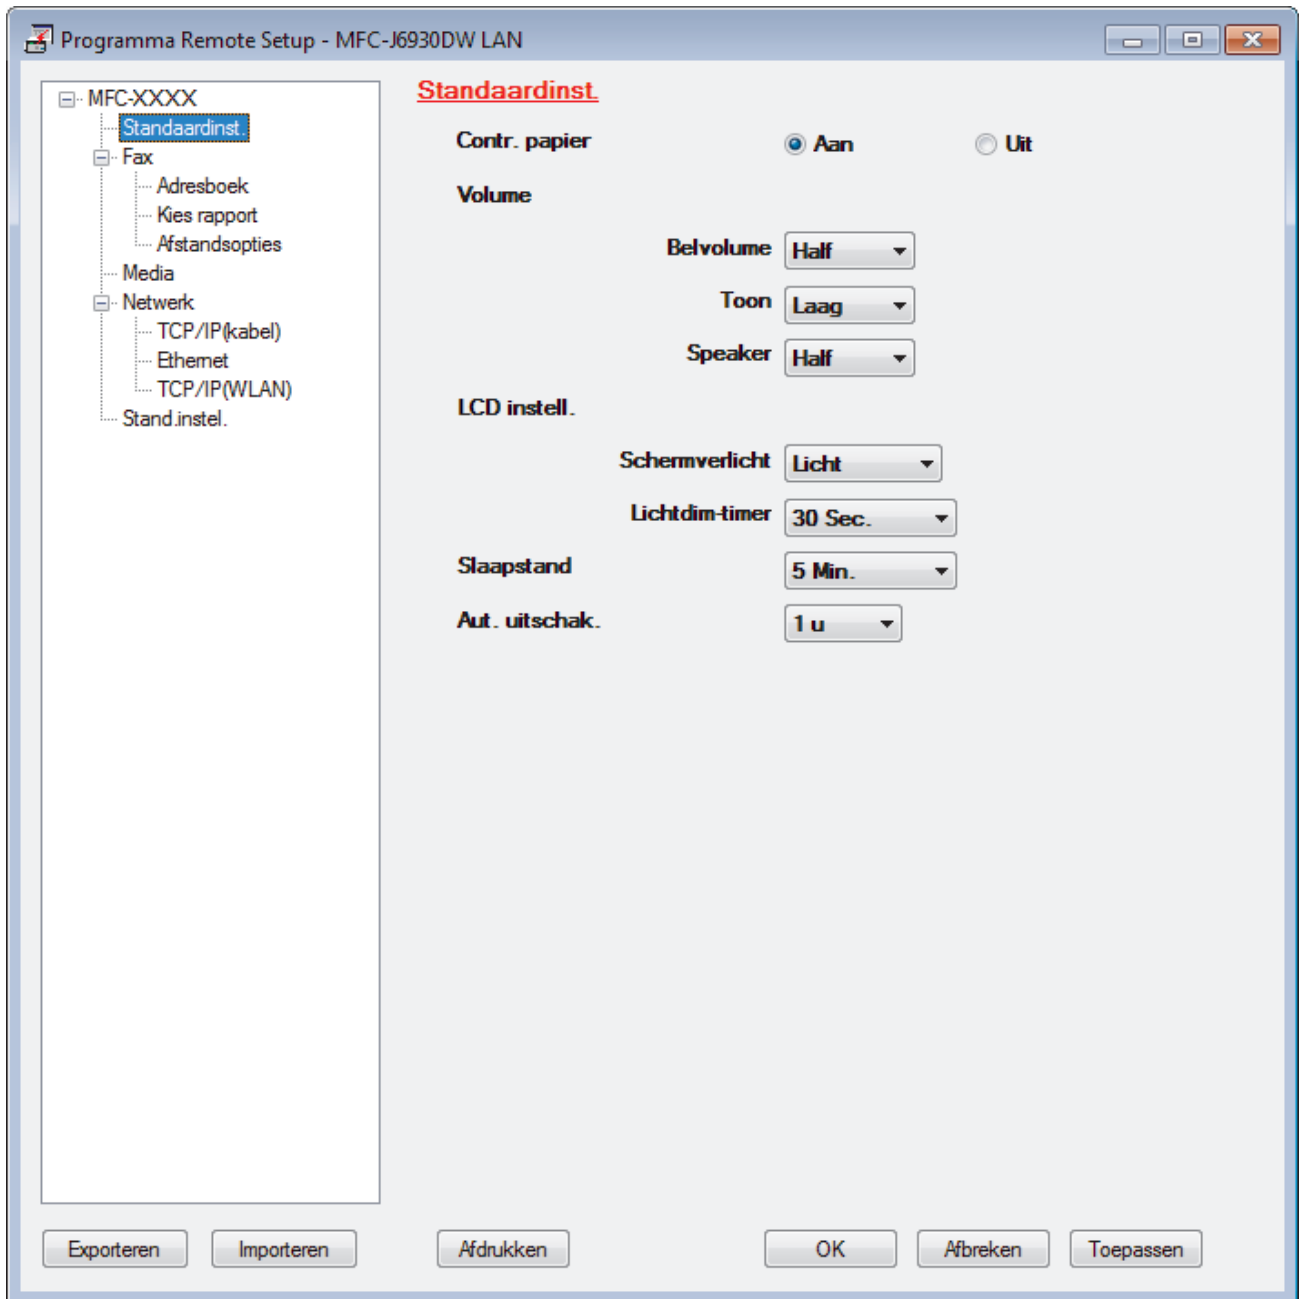 Programma Remote Setup - MFC-J6930DW LAN
MFC-XXXX
Standaardinst.
Fax
Adresboek
Kies rapport
Afstandsopties
Media
Netwerk
TCP/IP(kabel)
Ethernet
TCP/IP(WLAN)
Stand.instel.
Standaardinst.
Contr. papier Aan Uit
Volume
Belvolume Half
Toon Laag
Speaker Half
LCD instell.
Schermverlicht Licht
Lichtdim-timer 30 Sec.
Slaapstand 5 Min.
Aut. uitschak. 1 u
Exporteren Importeren Afdrukken OK Afbreken Toepassen